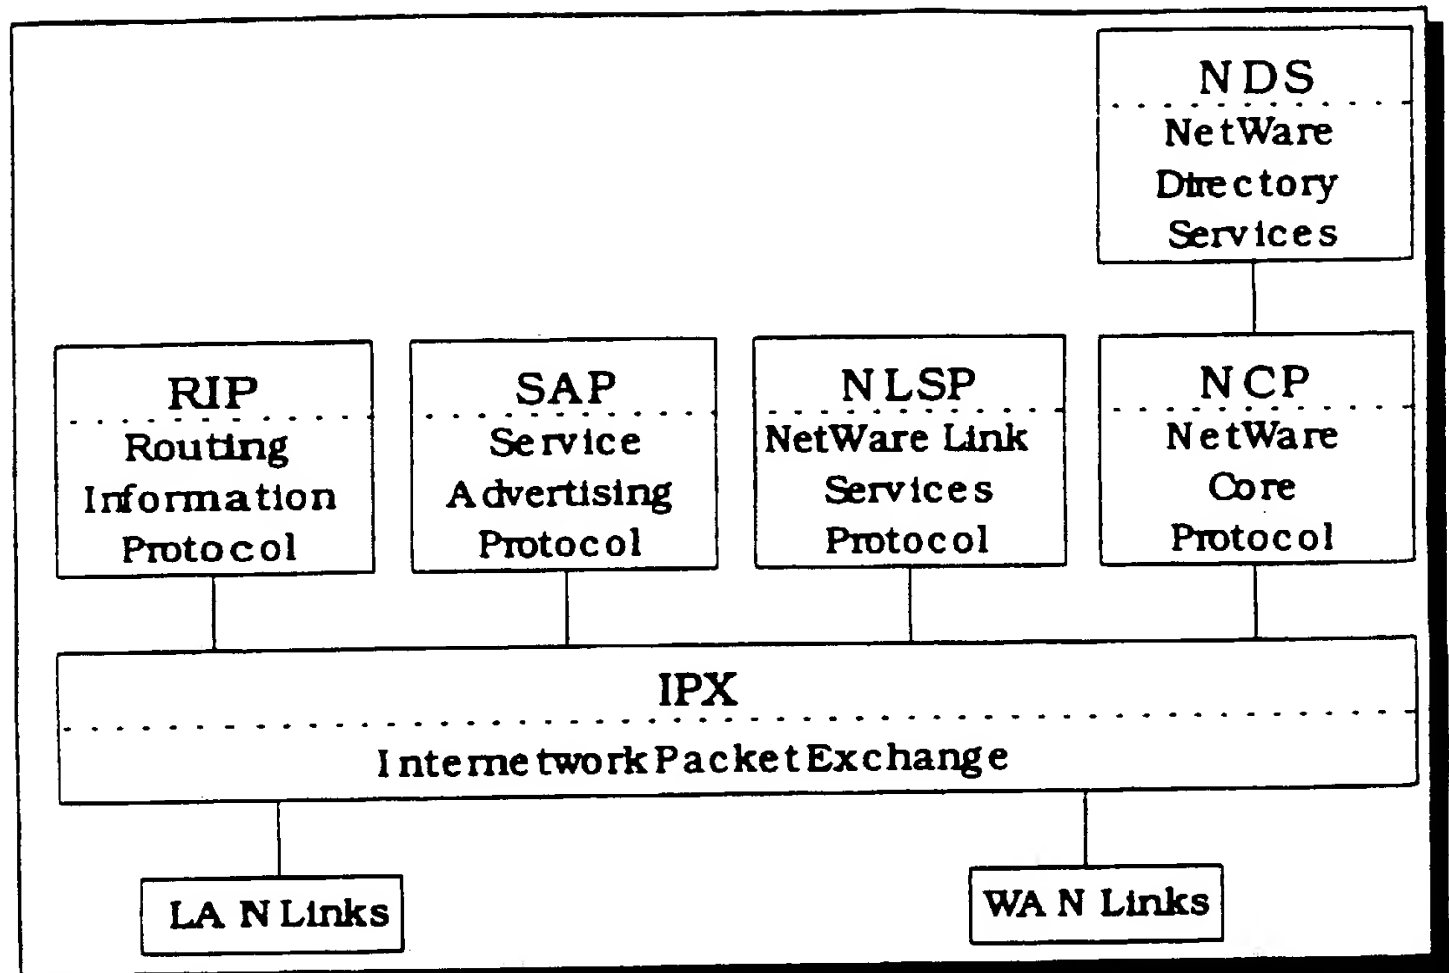 NDS
NetWare
Directory
Services
RIP
Routing
Information
Protocol
SAP
Service
Advertising
Protocol
NLSP
NetWare Link
Services
Protocol
NCP
NetWare
Core
Protocol
IPX
Internetwork Packet Exchange
LAN Links
WAN Links